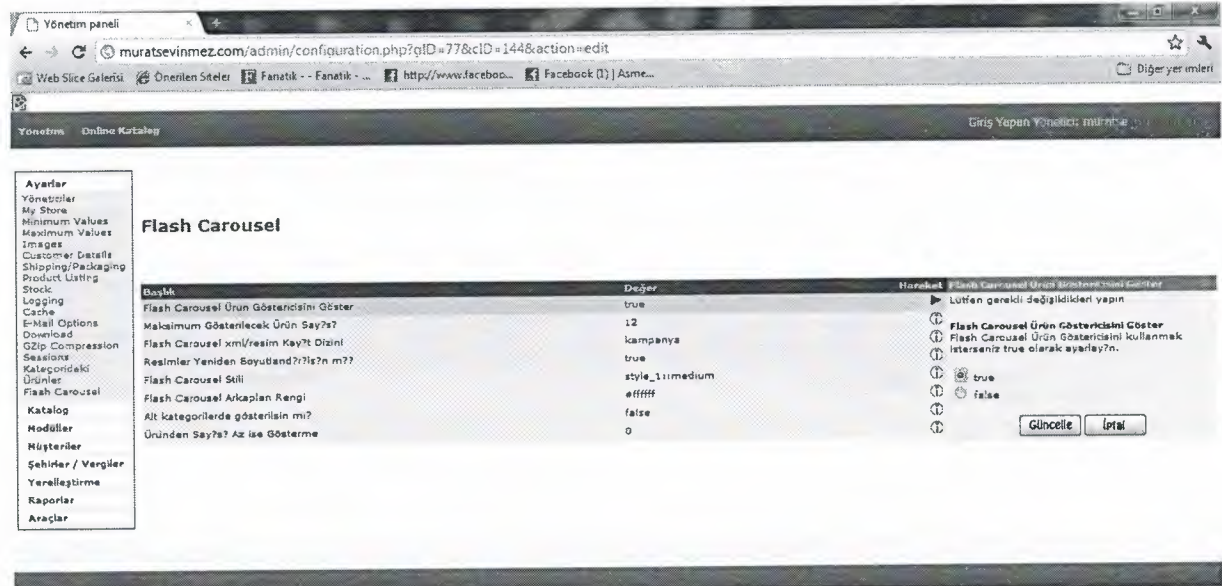 Yönetim paneli
muratsevinmez.com/admin/configuration.php?gID=77&cID=144&action=edit
Web Slice Galerisi Önerilen Siteler Fanatik - - Fanatik - ... http://www.faceboo... Facebook (1) | Asme... Diğer yer imleri
Yönetim Online Katalog Giriş Yapan Yönetici:
Ayarlar
Yöneticiler
My Store
Minimum Values
Maximum Values
Images
Customer Details
Shipping/Packaging
Product Listing
Stock
Logging
Cache
E-Mail Options
Download
GZip Compression
Sessions
Kategorideki
Ürünler
Flash Carousel
Katalog
Modüller
Müşteriler
Şehirler / Vergiler
Yerelleştirme
Raporlar
Araçlar
Flash Carousel
Başlık Değer Hareket
Flash Carousel Ürün Göstericisini Göster true
Maksimum Gösterilecek Ürün Say?s? 12
Flash Carousel xml/resim Kay?t Dizini kampanya
Resimler Yeniden Boyutland?r?ls?n m?? true
Flash Carousel Stili style_1::medium
Flash Carousel Arkaplan Rengi #ffffff
Alt kategorilerde gösterilsin mi? false
Üründen Say?s? Az ise Gösterme 0
Flash Carousel Ürün Göstericisini Göster
Lütfen gerekli değişiklikleri yapın
Flash Carousel Ürün Göstericisini Göster
Flash Carousel Ürün Göstericisini kullanmak
isterseniz true olarak ayarlay?n.
true
false
Güncelle İptal